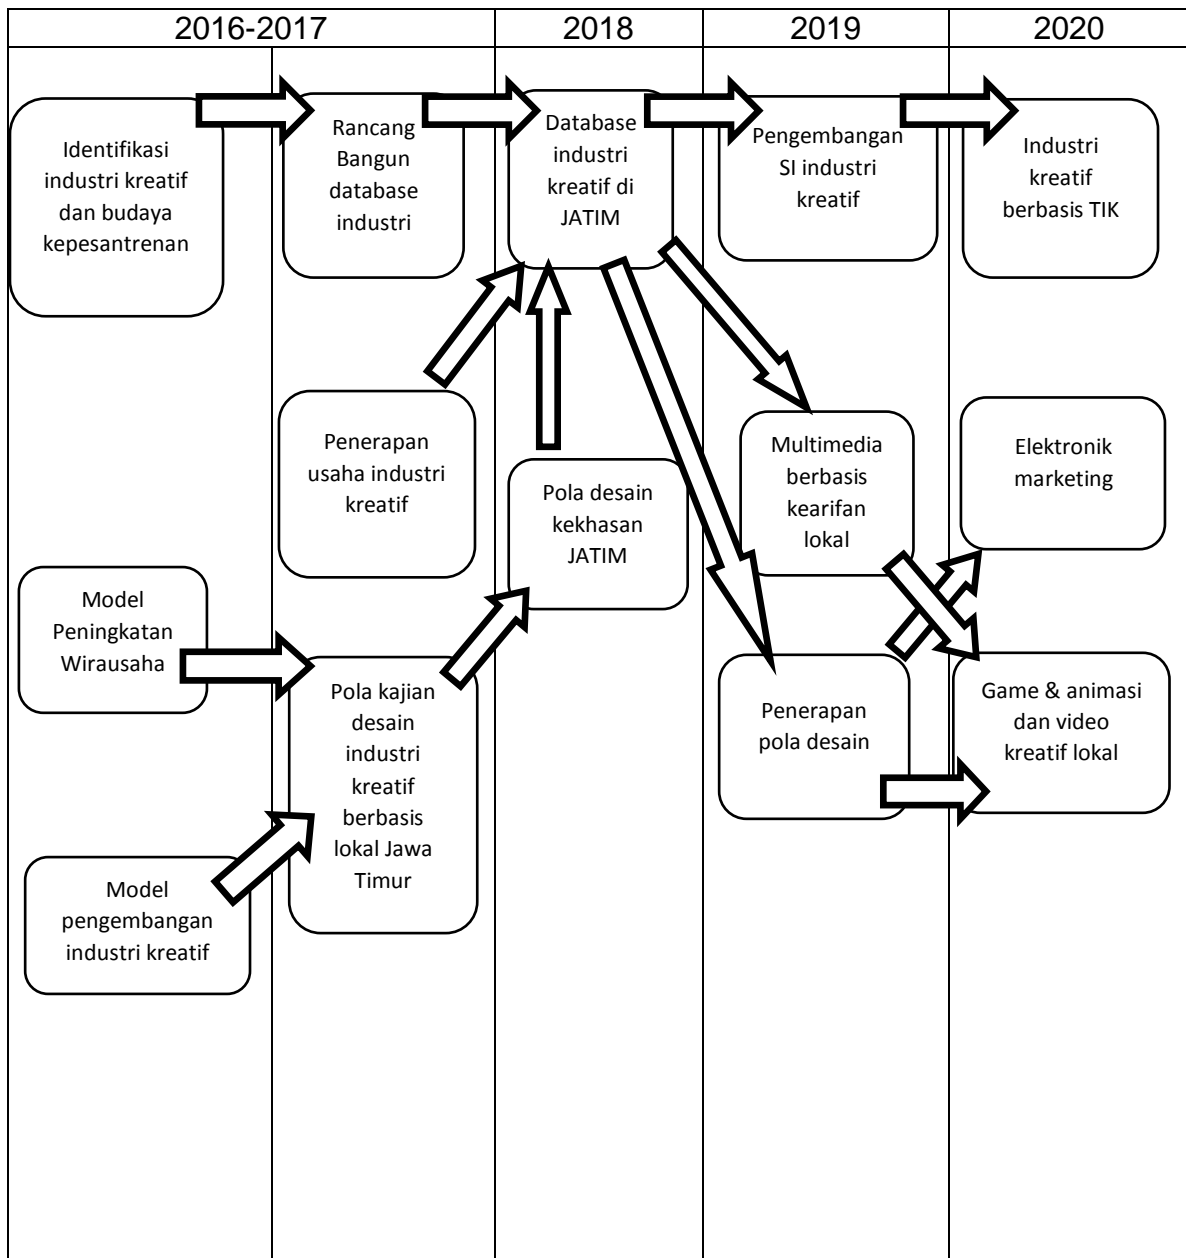 2016-2017
2018
2019
2020
Identifikasi
industri kreatif
dan budaya
kepesantrenan
Rancang
Bangun
database
industri
Database
industri
kreatif di
JATIM
Pengembangan
SI industri
kreatif
Industri
kreatif
berbasis TIK
Penerapan
usaha industri
kreatif
Pola desain
kekhasan
JATIM
Multimedia
berbasis
kearifan
lokal
Elektronik
marketing
Model
Peningkatan
Wirausaha
Pola kajian
desain
industri
kreatif
berbasis
lokal Jawa
Timur
Penerapan
pola desain
Game & animasi
dan video
kreatif lokal
Model
pengembangan
industri kreatif